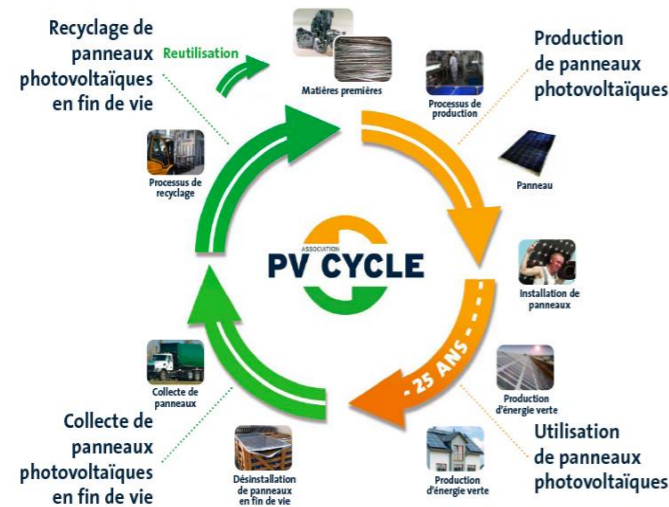 Recyclage de
panneaux
photovoltaïques
en fin de vie
Reutilisation
Matières premières
Processus de
production
Production
de panneaux
photovoltaïques
Processus de
recyclage
Panneau
ASSOCIATION
PV CYCLE
Installation de
panneaux
- 25 ANS -
Collecte de
panneaux
Production
d'énergie verte
Collecte de
panneaux
photovoltaïques
en fin de vie
Désinstallation
de panneaux
en fin de vie
Production
d'énergie verte
Utilisation
de panneaux
photovoltaïques